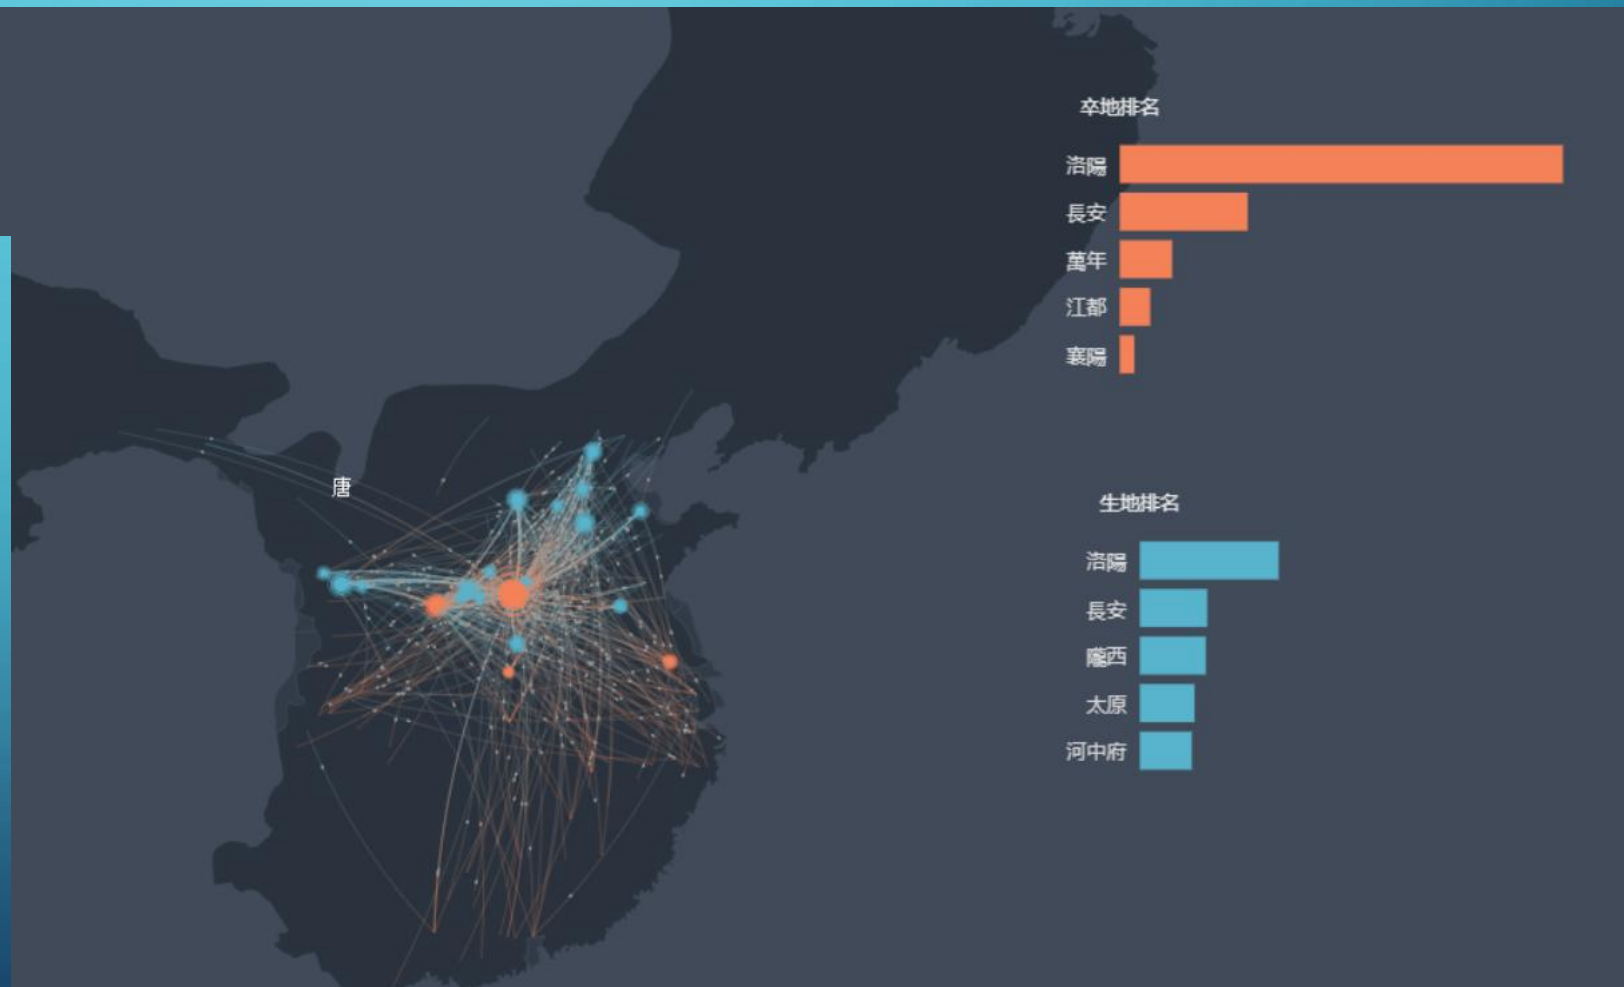 卒地排名
洛陽
長安
萬年
江都
襄陽
唐
生地排名
洛陽
長安
隴西
太原
河中府